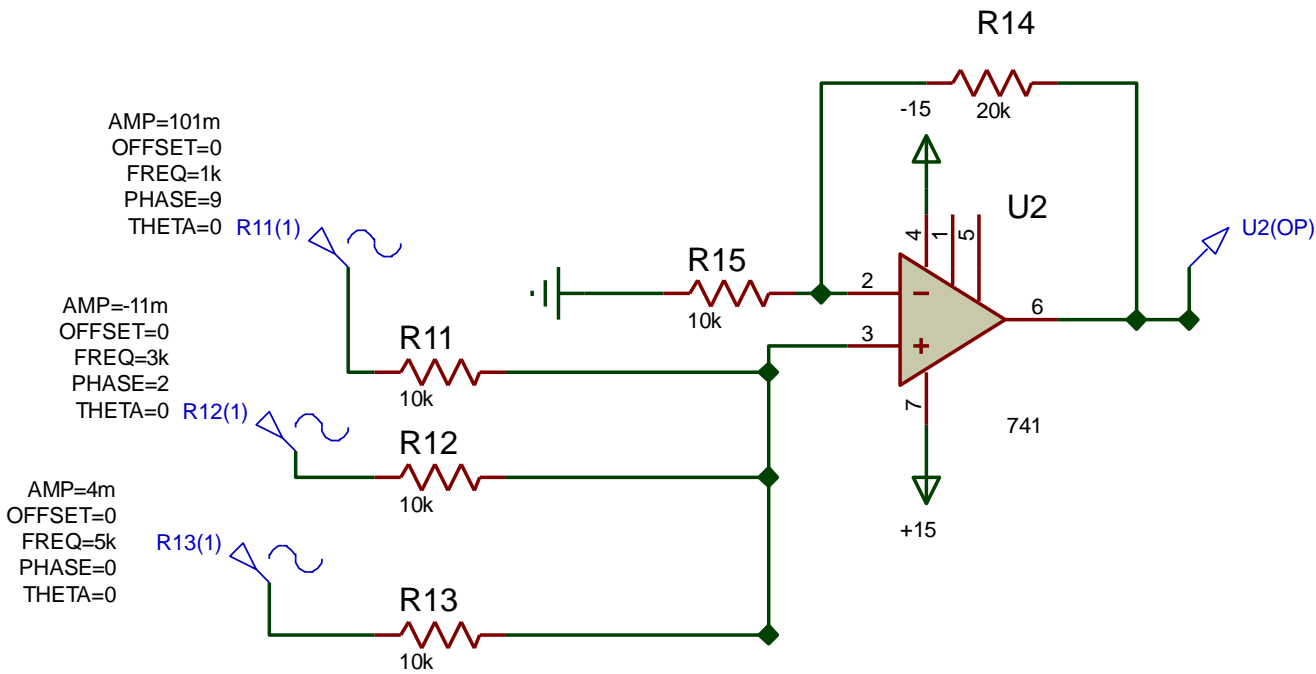 R14
20k
-15
AMP=101m
OFFSET=0
FREQ=1k
PHASE=9
THETA=0
R11(1)
U2
4
1
5
U2(OP)
R15
10k
2
3
6
7
741
+15
AMP=-11m
OFFSET=0
FREQ=3k
PHASE=2
THETA=0
R12(1)
R11
10k
R12
10k
AMP=4m
OFFSET=0
FREQ=5k
PHASE=0
THETA=0
R13(1)
R13
10k